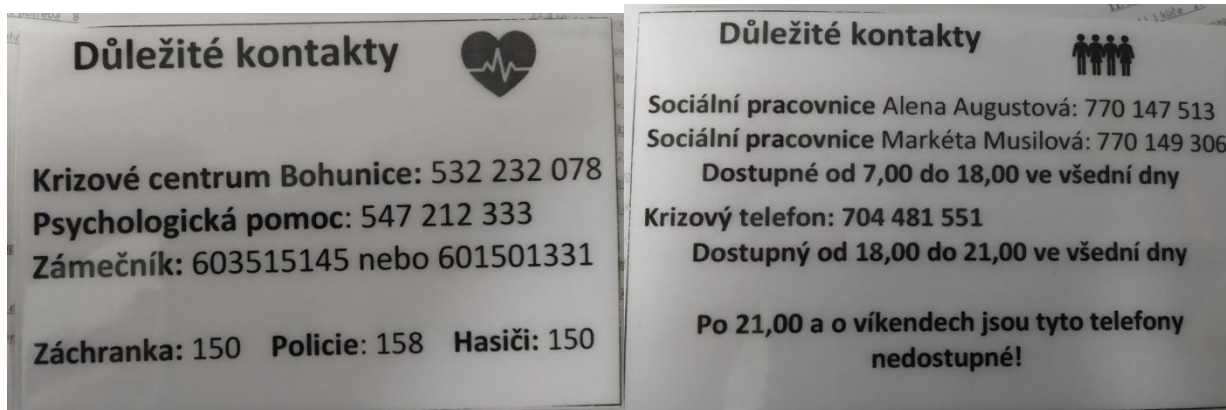 Důležité kontakty
Krizové centrum Bohunice: 532 232 078
Psychologická pomoc: 547 212 333
Zámečník: 603515145 nebo 601501331
Záchranka: 150 Policie: 158 Hasiči: 150
Důležité kontakty
Sociální pracovnice Alena Augustová: 770 147 513
Sociální pracovnice Markéta Musilová: 770 149 306
Dostupné od 7,00 do 18,00 ve všední dny
Krizový telefon: 704 481 551
Dostupný od 18,00 do 21,00 ve všední dny
Po 21,00 a o víkendech jsou tyto telefony
nedostupné!